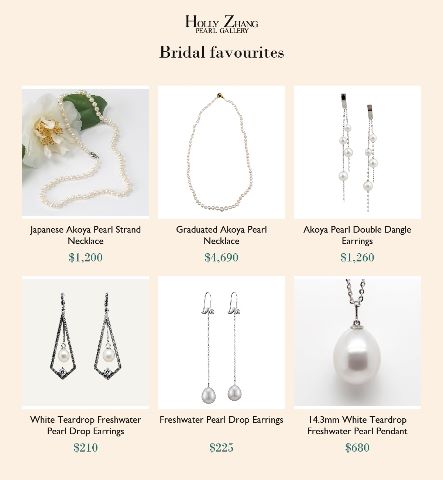 HOLLY ZHANG
PEARL GALLERY
Bridal favourites
Japanese Akoya Pearl Strand
Necklace
$1,200
Graduated Akoya Pearl
Necklace
$4,690
Akoya Pearl Double Dangle
Earrings
$1,260
White Teardrop Freshwater
Pearl Drop Earrings
$210
Freshwater Pearl Drop Earrings
$225
14.3mm White Teardrop
Freshwater Pearl Pendant
$680